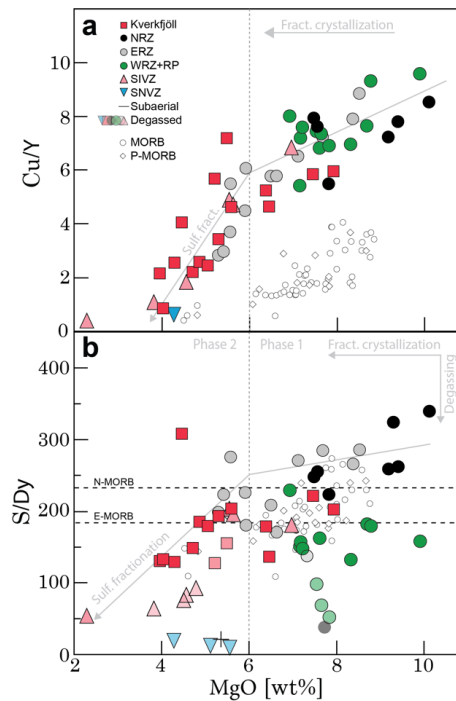 a
Kverkfjöll
NRZ
ERZ
WRZ+RP
SIVZ
SNVZ
Subaerial
Degassed
MORB
P-MORB
Fract. crystallization
Sulf. fract.
Cu/Y
12
10
8
6
4
2
0
b
Phase 2
Phase 1
Fract. crystallization
Degassing
N-MORB
E-MORB
Sulf. fractionation
S/Dy
400
300
200
100
0
2
4
6
8
10
MgO [wt%]